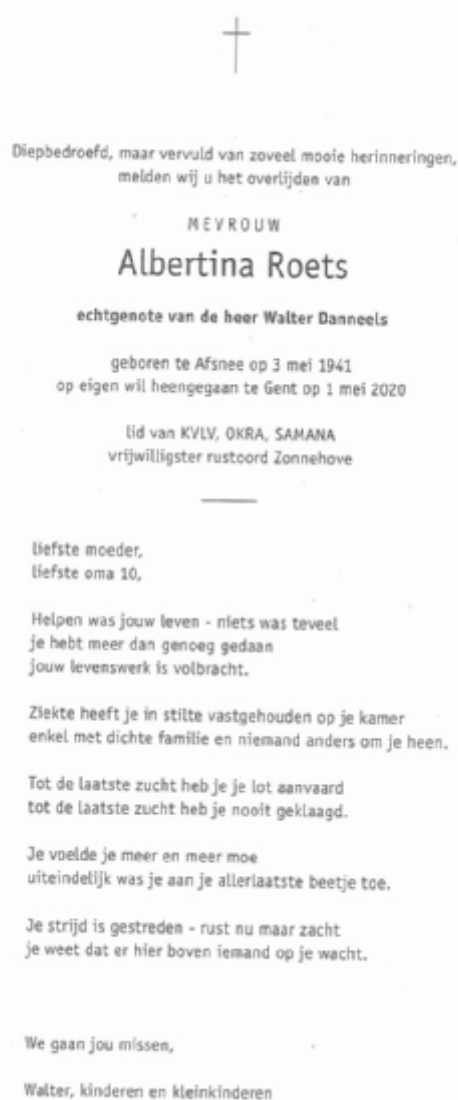 Diepbedroefd, maar vervuld van zoveel mooie herinneringen,
melden wij u het overlijden van
MEVROUW
Albertina Roets
echtgenote van de heer Walter Danneels
geboren te Afsnee op 3 mei 1941
op eigen wil heengegaan te Gent op 1 mei 2020
lid van KVLV, OKRA, SAMANA
vrijwilligster rustoord Zonnehove
liefste moeder,
liefste oma 10,
Helpen was jouw leven - niets was teveel
je hebt meer dan genoeg gedaan
jouw levenswerk is volbracht.
Ziekte heeft je in stilte vastgehouden op je kamer
enkel met dichte familie en niemand anders om je heen.
Tot de laatste zucht heb je je lot aanvaard
tot de laatste zucht heb je nooit geklaagd.
Je voelde je meer en meer moe
uiteindelijk was je aan je allerlaatste beetje toe.
Je strijd is gestreden - rust nu maar zacht
je weet dat er hier boven iemand op je wacht.
We gaan jou missen,
Walter, kinderen en kleinkinderen